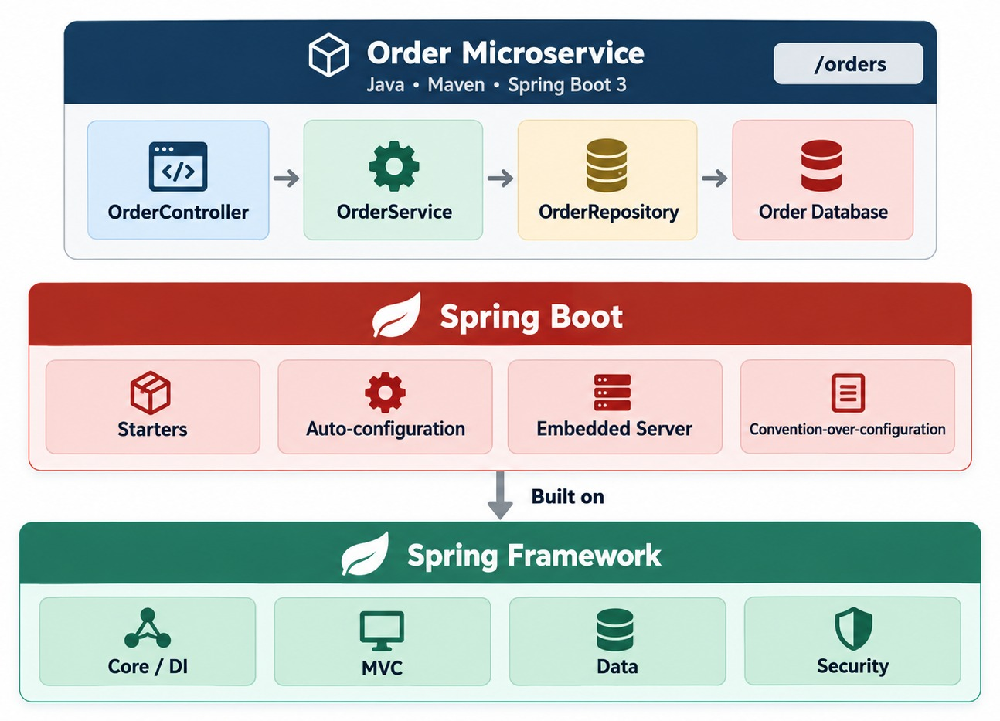 Order Microservice
Java • Maven • Spring Boot 3
/orders
OrderController
OrderService
OrderRepository
Order Database
Spring Boot
Starters
Auto-configuration
Embedded Server
Convention-over-configuration
Built on
Spring Framework
Core / DI
MVC
Data
Security